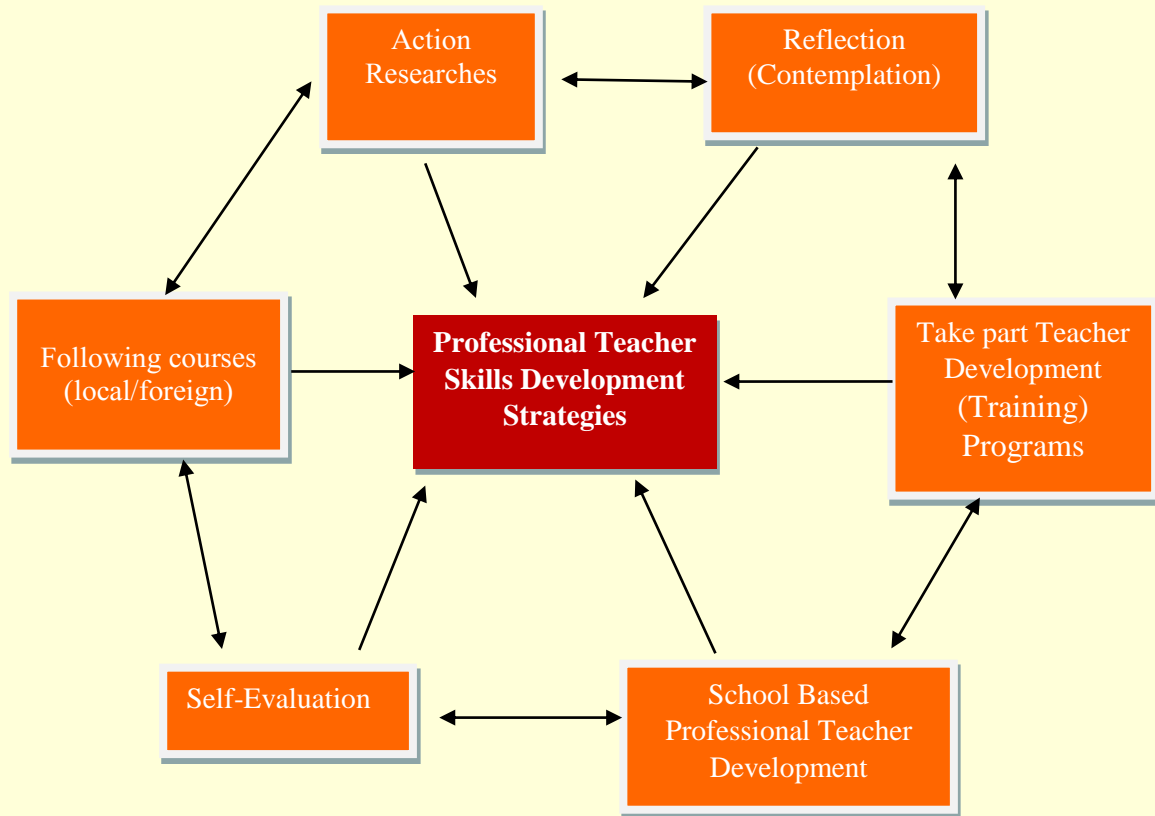 Action
Researches
Reflection
(Contemplation)
Following courses
(local/foreign)
Professional Teacher
Skills Development
Strategies
Take part Teacher
Development
(Training)
Programs
Self-Evaluation
School Based
Professional Teacher
Development